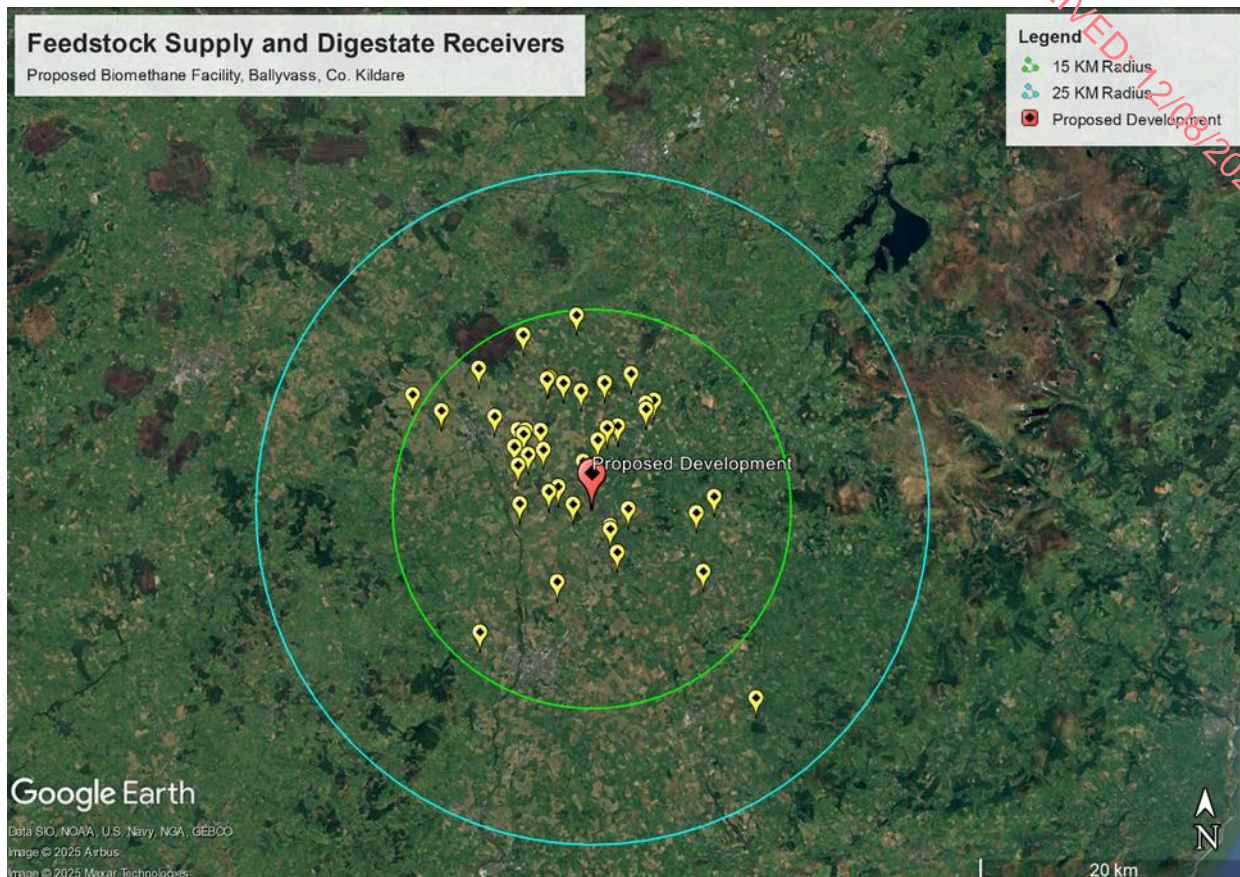 Feedstock Supply and Digestate Receivers
Proposed Biomethane Facility, Ballyvass, Co. Kildare
Legend
15 KM Radius
25 KM Radius
Proposed Development
Proposed Development
Google Earth
Data SIO, NOAA, U.S. Navy, NGA, GEBCO
Image © 2025 Airbus
Image © 2025 Maxar Technologies
N
20 km